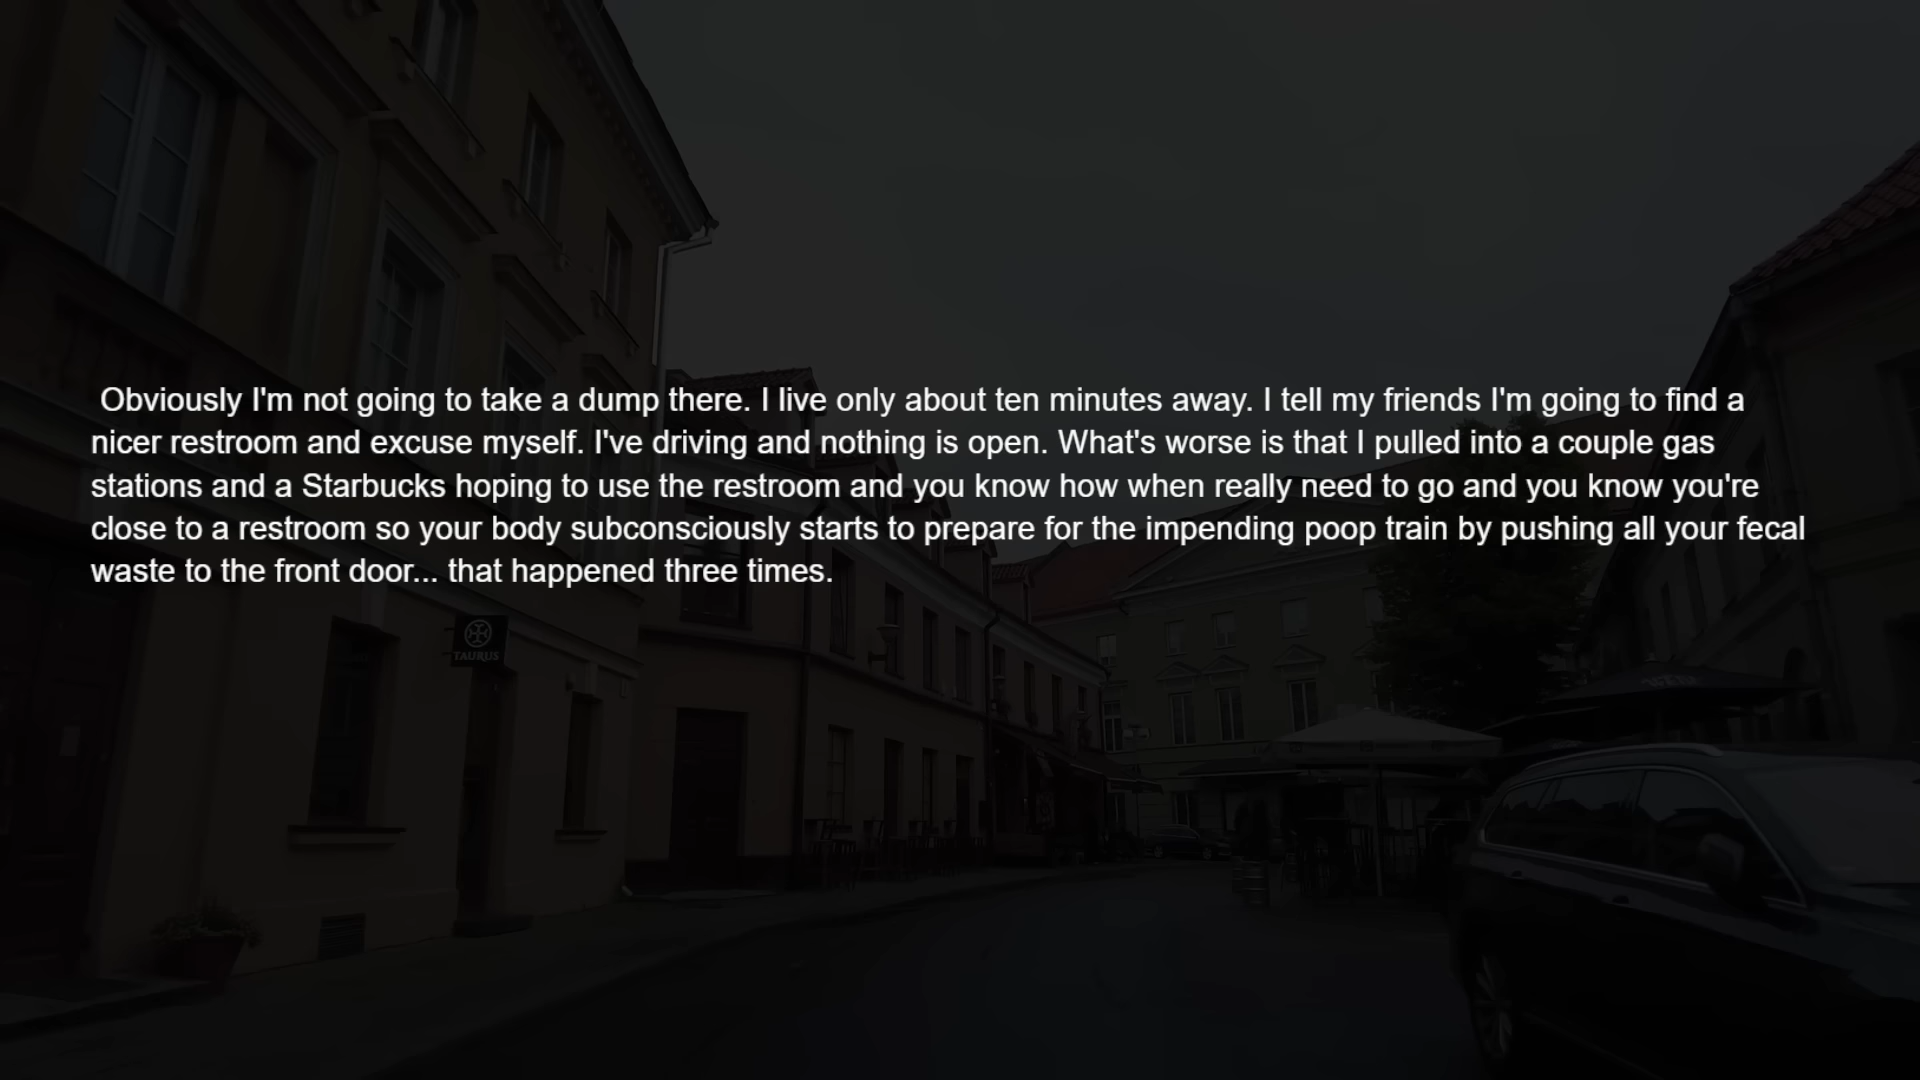 Obviously I'm not going to take a dump there. I live only about ten minutes away. I tell my friends I'm going to find a
nicer restroom and excuse myself. I've driving and nothing is open. What's worse is that I pulled into a couple gas
stations and a Starbucks hoping to use the restroom and you know how when really need to go and you know you're
close to a restroom so your body subconsciously starts to prepare for the impending poop train by pushing all your fecal
waste to the front door... that happened three times.
TAURUS